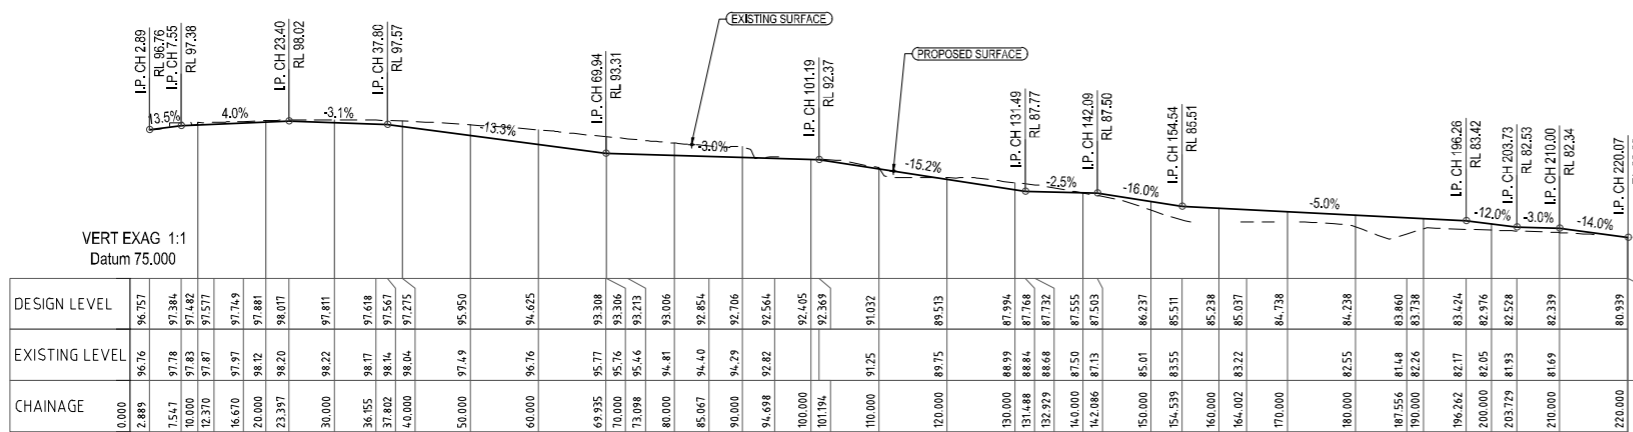 EXISTING SURFACE
PROPOSED SURFACE
I.P. CH 2.89
RL 96.76
I.P. CH 7.55
RL 97.38
I.P. CH 23.40
RL 98.02
I.P. CH 37.80
RL 97.57
I.P. CH 69.94
RL 93.31
I.P. CH 101.19
RL 92.37
I.P. CH 131.49
RL 87.77
I.P. CH 142.09
RL 87.50
I.P. CH 154.54
RL 85.51
I.P. CH 196.26
RL 83.42
I.P. CH 203.73
RL 82.53
I.P. CH 210.00
RL 82.34
I.P. CH 220.07
13.5% 4.0% -3.1% -13.3% -3.0% -15.2% -2.5% -16.0% -5.0% -12.0% -3.0% -14.0%
VERT EXAG 1:1
Datum 75.000
DESIGN LEVEL 96.757 97.384 97.482 97.577 97.749 97.881 98.017 97.811 97.618 97.567 97.275 95.950 94.625 93.308 93.306 93.213 93.006 92.854 92.706 92.564 92.405 92.369 91.032 89.513 87.994 87.768 87.732 87.555 87.503 86.237 85.511 85.238 85.037 84.738 84.238 83.860 83.738 83.424 82.976 82.528 82.339 80.939
EXISTING LEVEL 96.76 97.78 97.83 97.87 97.97 98.12 98.20 98.22 98.17 98.14 98.04 97.49 96.76 95.77 95.76 95.46 94.81 94.40 94.29 92.82 91.25 89.75 88.99 88.84 88.68 87.50 87.13 85.01 83.55 83.22 82.55 81.48 82.26 82.17 82.05 81.93 81.69
CHAINAGE 0.000 2.889 7.547 10.000 12.370 16.670 20.000 23.397 30.000 36.155 37.802 40.000 50.000 60.000 69.935 70.000 73.098 80.000 85.067 90.000 94.698 100.000 101.194 110.000 120.000 130.000 131.488 132.929 140.000 142.086 150.000 154.539 160.000 164.002 170.000 180.000 187.556 190.000 196.262 200.000 203.729 210.000 220.000